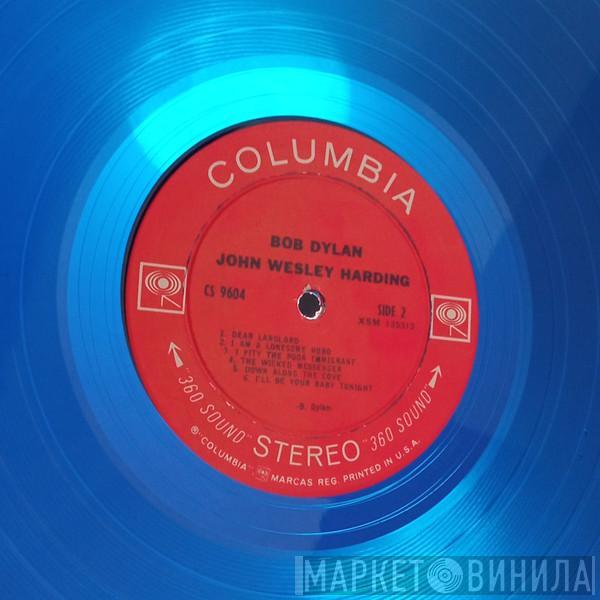 COLUMBIA
BOB DYLAN
JOHN WESLEY HARDING
CS 9604
SIDE 2
XSM 135313
1. DEAR LANDLORD
2. I AM A LONESOME HOBO
3. I PITY THE POOR IMMIGRANT
4. THE WICKED MESSENGER
5. DOWN ALONG THE COVE
6. I'LL BE YOUR BABY TONIGHT
-B. Dylan-
"360 SOUND" STEREO "360 SOUND"
® "COLUMBIA", MARCAS REG. PRINTED IN U.S.A.
МАРКЕТ ВИНИЛА